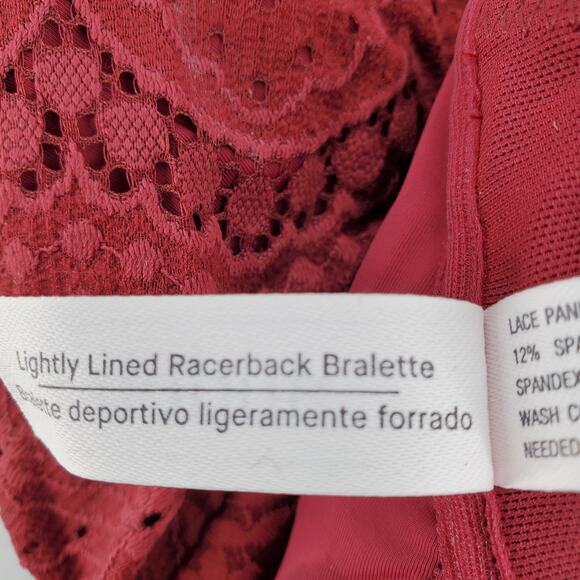 Lightly Lined Racerback Bralette
deportivo ligeramente forrado
LACE
12%
SPANDEX
WASH
NEEDED